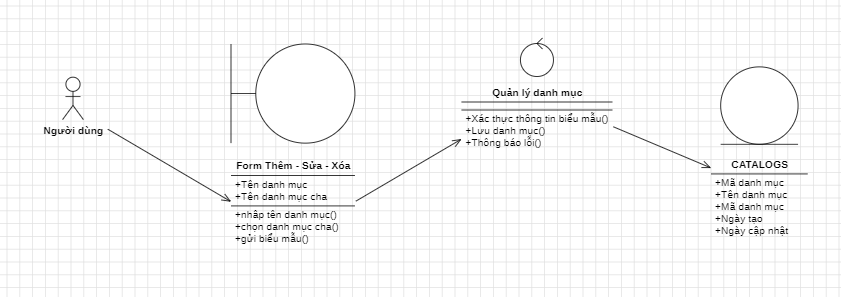 Người dùng
Form Thêm - Sửa - Xóa
+Tên danh mục
+Tên danh mục cha
+nhập tên danh mục()
+chọn danh mục cha()
+gửi biểu mẫu()
Quản lý danh mục
+Xác thực thông tin biểu mẫu()
+Lưu danh mục()
+Thông báo lỗi()
CATALOGS
+Mã danh mục
+Tên danh mục
+Mã danh mục
+Ngày tạo
+Ngày cập nhật